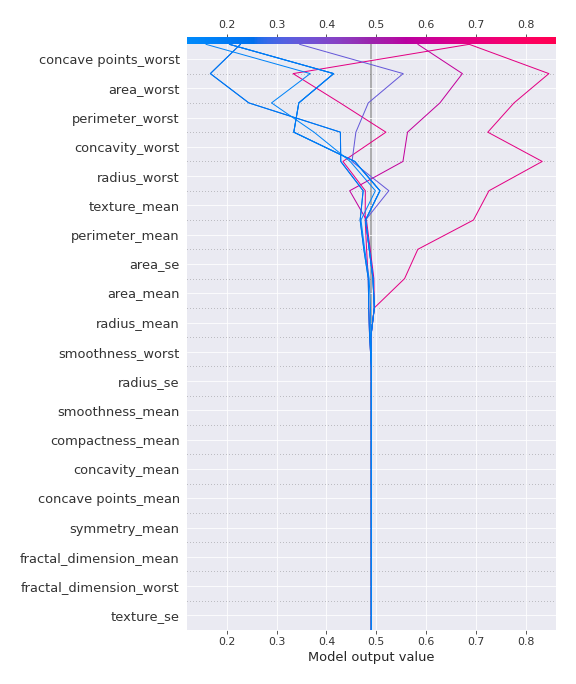 0.2 0.3 0.4 0.5 0.6 0.7 0.8
concave points_worst
area_worst
perimeter_worst
concavity_worst
radius_worst
texture_mean
perimeter_mean
area_se
area_mean
radius_mean
smoothness_worst
radius_se
smoothness_mean
compactness_mean
concavity_mean
concave points_mean
symmetry_mean
fractal_dimension_mean
fractal_dimension_worst
texture_se
0.2 0.3 0.4 0.5 0.6 0.7 0.8
Model output value